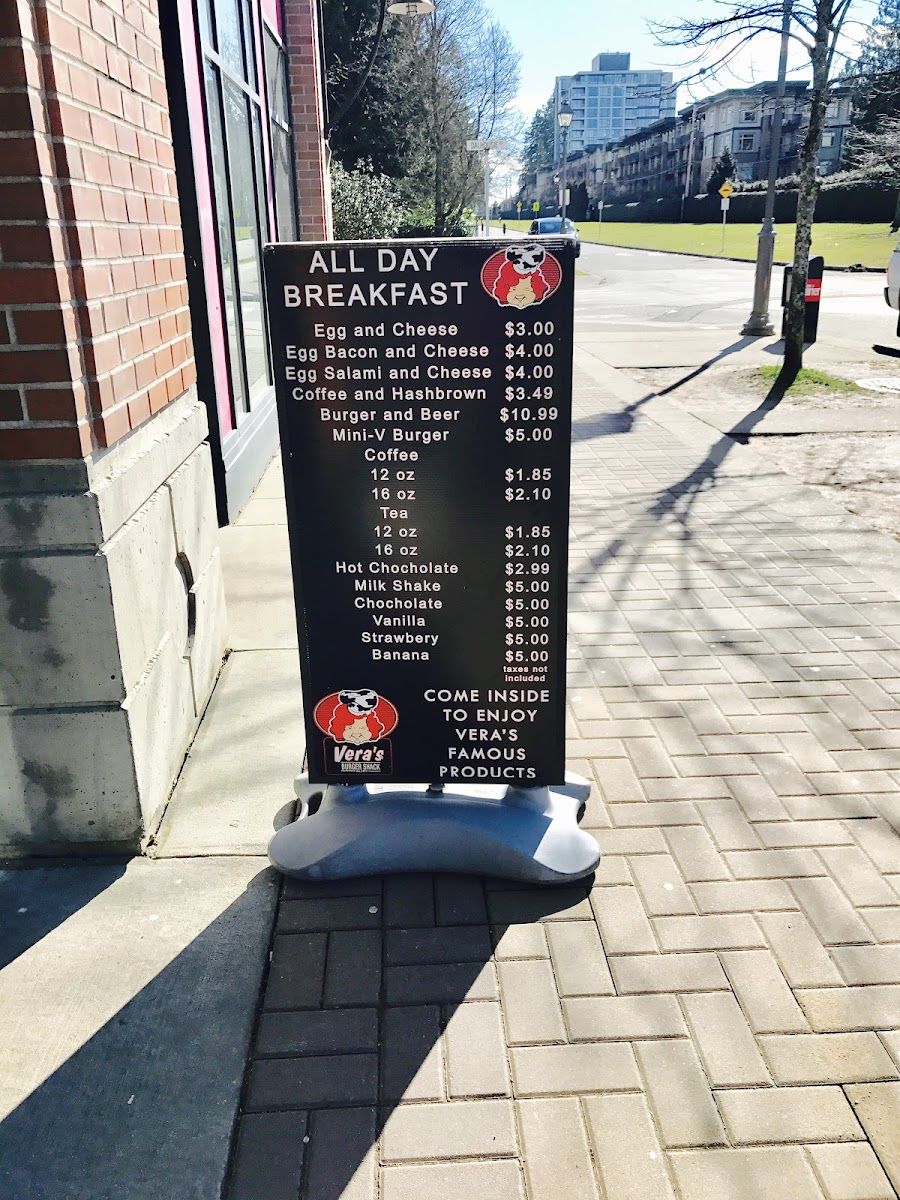 ALL DAY
BREAKFAST
Egg and Cheese $3.00
Egg Bacon and Cheese $4.00
Egg Salami and Cheese $4.00
Coffee and Hashbrown $3.49
Burger and Beer $10.99
Mini-V Burger $5.00
Coffee
12 oz $1.85
16 oz $2.10
Tea
12 oz $1.85
16 oz $2.10
Hot Chocholate $2.99
Milk Shake $5.00
Chocholate $5.00
Vanilla $5.00
Strawbery $5.00
Banana $5.00
taxes not
included
Vera's
BURGER SHACK
COME INSIDE
TO ENJOY
VERA'S
FAMOUS
PRODUCTS